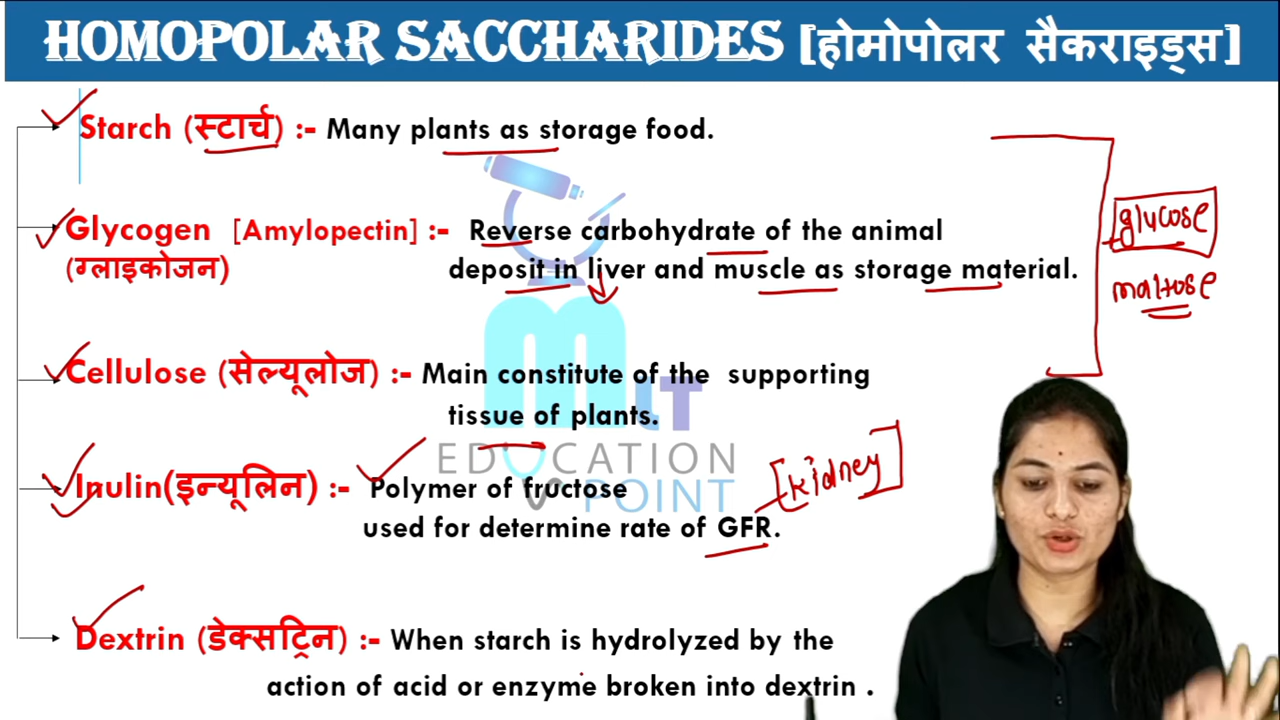 HOMOPOLAR SACCHARIDES [होमोपोलर सैकराइड्स]
Starch (स्टार्च) :- Many plants as storage food.
Glycogen [Amylopectin] :- Reverse carbohydrate of the animal
(ग्लाइकोजन) deposit in liver and muscle as storage material.
glucose
maltose
Cellulose (सेल्यूलोज) :- Main constitute of the supporting
tissue of plants.
MLT
EDUCATION
POINT
[kidney]
Inulin(इन्यूलिन) :- Polymer of fructose
used for determine rate of GFR.
Dextrin (डेक्सट्रिन) :- When starch is hydrolyzed by the
action of acid or enzyme broken into dextrin .